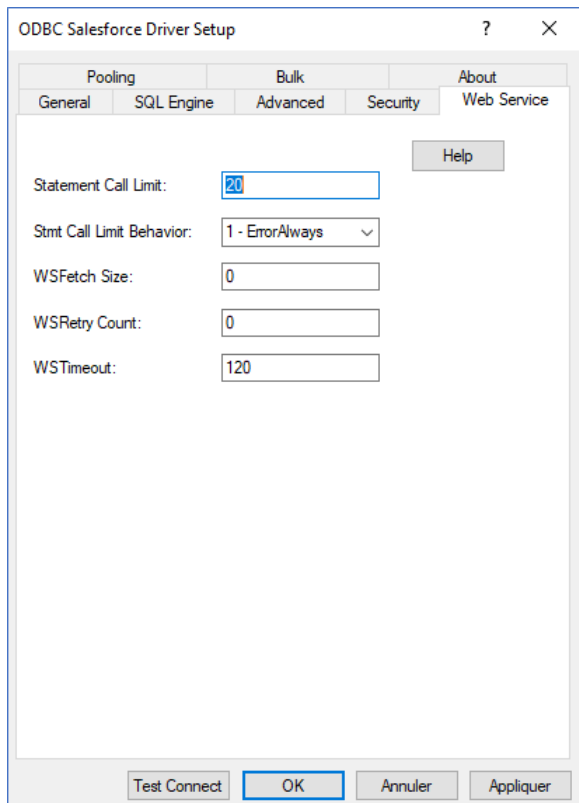 ODBC Salesforce Driver Setup ?
Pooling Bulk About
General SQL Engine Advanced Security Web Service
Help
Statement Call Limit: 20
Stmt Call Limit Behavior: 1 - ErrorAlways
WSFetch Size: 0
WSRetry Count: 0
WSTimeout: 120
Test Connect OK Annuler Appliquer